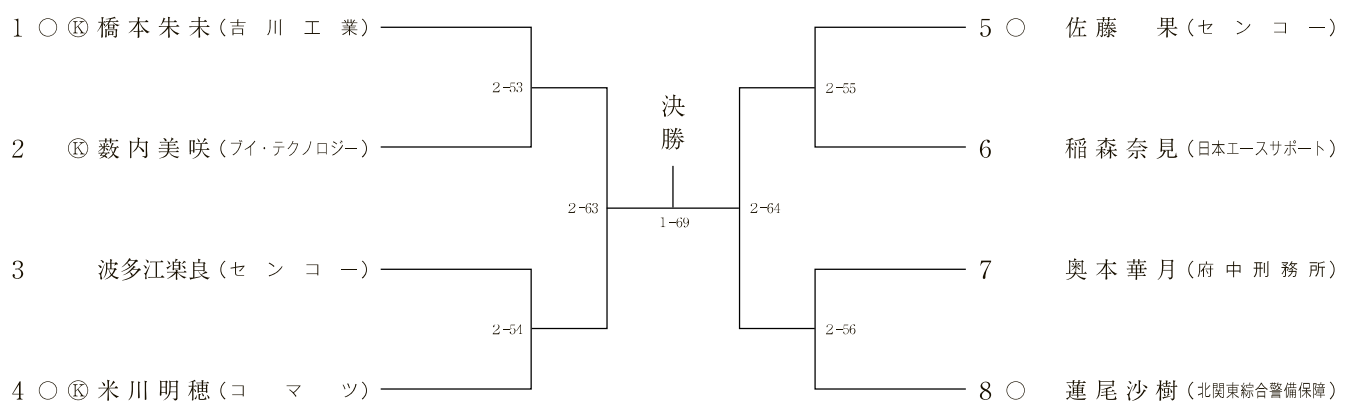 1 ○ Ⓚ 橋本朱未（吉川工業）
2 Ⓚ 薮内美咲（ブイ・テクノロジー）
3 波多江楽良（センコー）
4 ○ Ⓚ 米川明穂（コマツ）
2-53
2-54
2-63
決勝
1-69
2-64
2-55
2-56
5 ○ 佐藤 果（センコー）
6 稲森奈見（日本エースサポート）
7 奥本華月（府中刑務所）
8 ○ 蓮尾沙樹（北関東綜合警備保障）